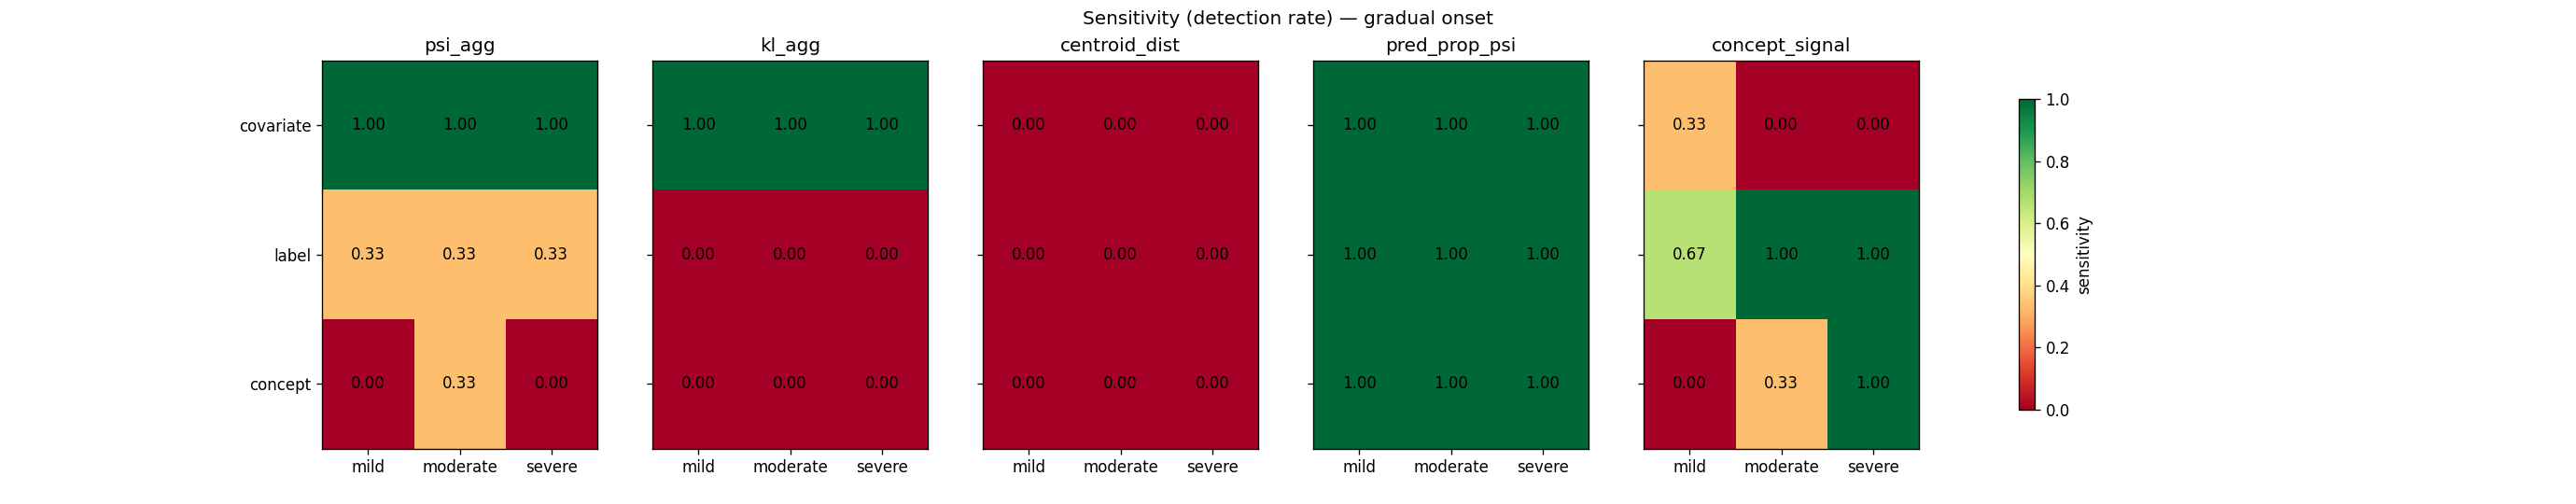 Sensitivity (detection rate) — gradual onset
psi_agg kl_agg centroid_dist pred_prop_psi concept_signal
1.0
covariate 1.00 1.00 1.00 1.00 1.00 1.00 0.00 0.00 0.00 1.00 1.00 1.00 0.33 0.00 0.00
0.8
0.6
label 0.33 0.33 0.33 0.00 0.00 0.00 0.00 0.00 0.00 1.00 1.00 1.00 0.67 1.00 1.00
sensitivity
0.4
0.2
concept 0.00 0.33 0.00 0.00 0.00 0.00 0.00 0.00 0.00 1.00 1.00 1.00 0.00 0.33 1.00
0.0
mild moderate severe mild moderate severe mild moderate severe mild moderate severe mild moderate severe